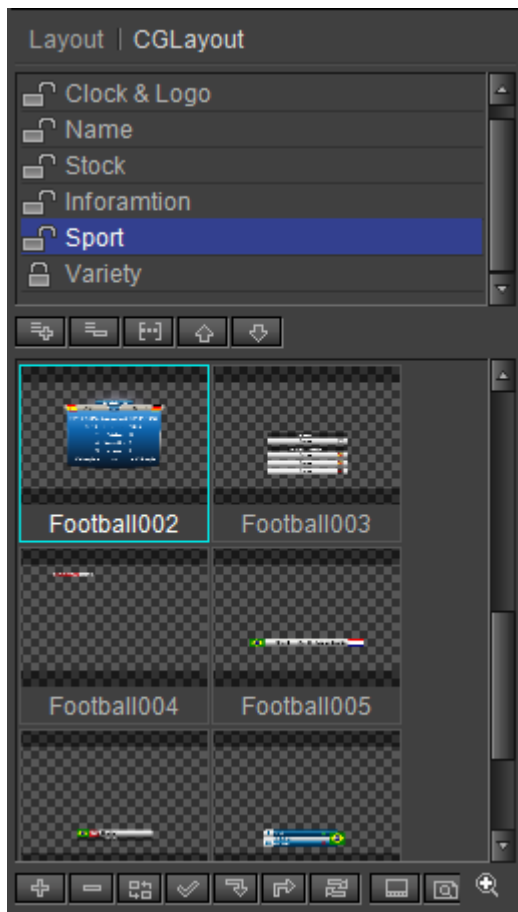 Layout | CGLayout
Clock & Logo
Name
Stock
Inforamtion
Sport
Variety
Football002 Football003
Football004 Football005